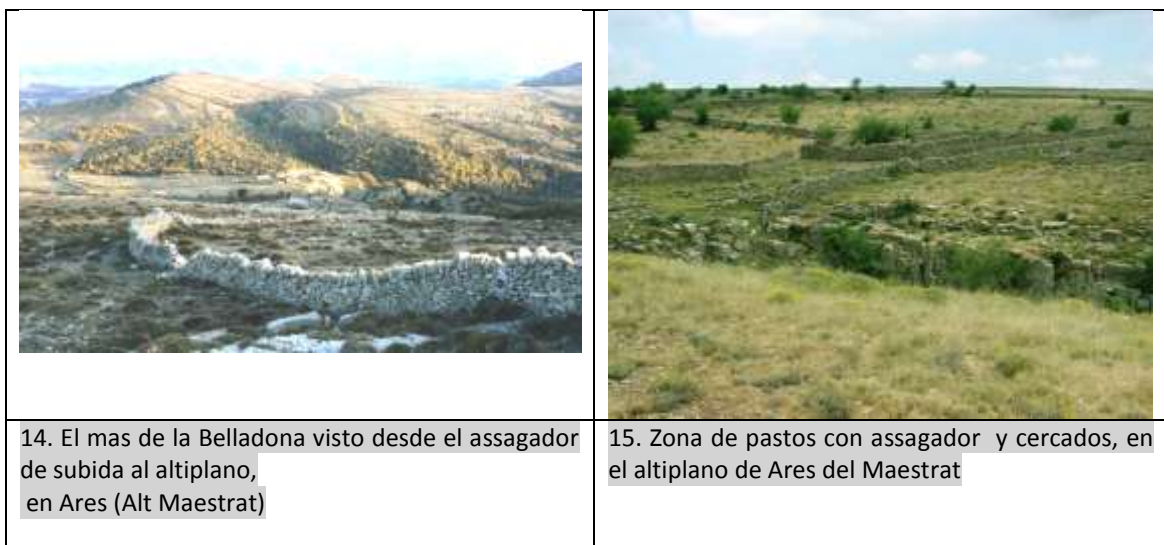 14. El mas de la Belladona visto desde el assagador
de subida al altiplano,
en Ares (Alt Maestrat)
15. Zona de pastos con assagador y cercados, en
el altiplano de Ares del Maestrat